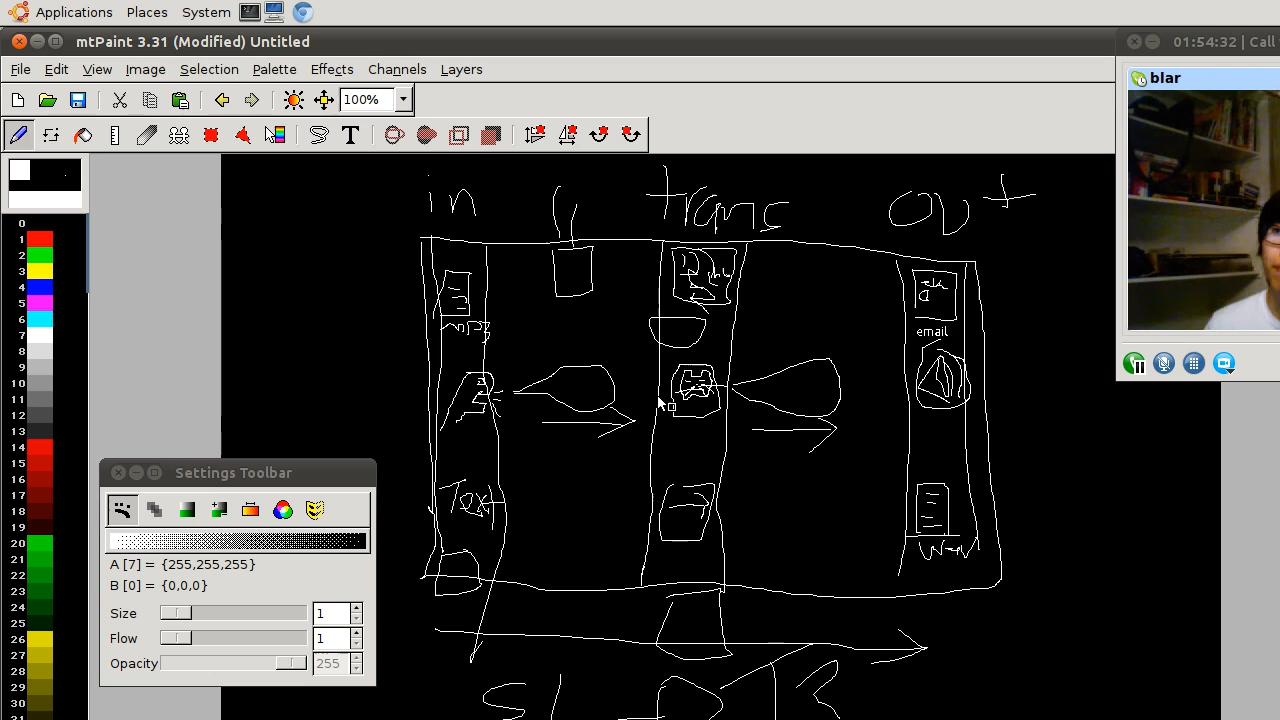 Applications Places System
mtPaint 3.31 (Modified) Untitled
01:54:32 | Call
File Edit View Image Selection Palette Effects Channels Layers
blar
100%
in
trans
out
0
1
2
3
4
5
6
7
8
9
10
11
12
13
14
15
16
17
18
19
20
21
22
23
24
25
26
27
28
29
30
31
email
Text
Settings Toolbar
A [7] = {255,255,255}
B [0] = {0,0,0}
Size 1
Flow 1
Opacity 255